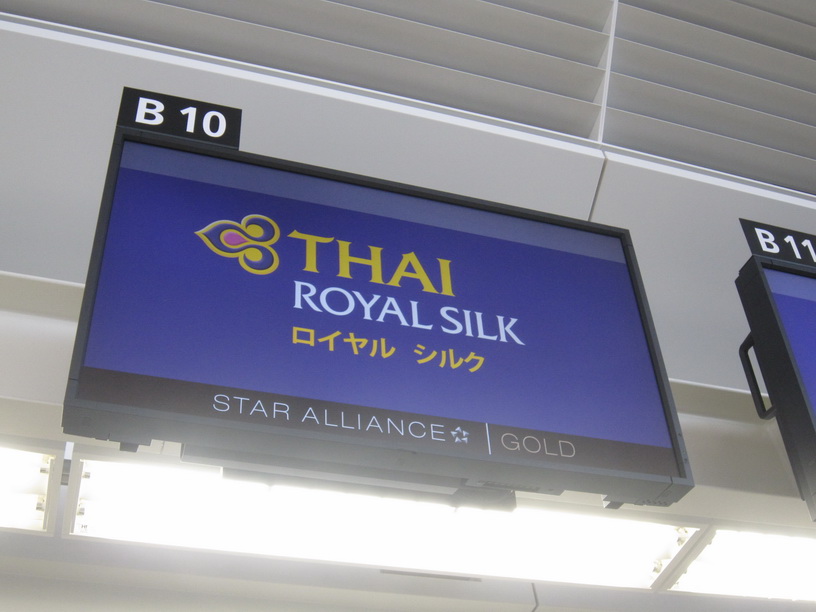 B 10
THAI
ROYAL SILK
ロイヤル シルク
STAR ALLIANCE | GOLD
B 11